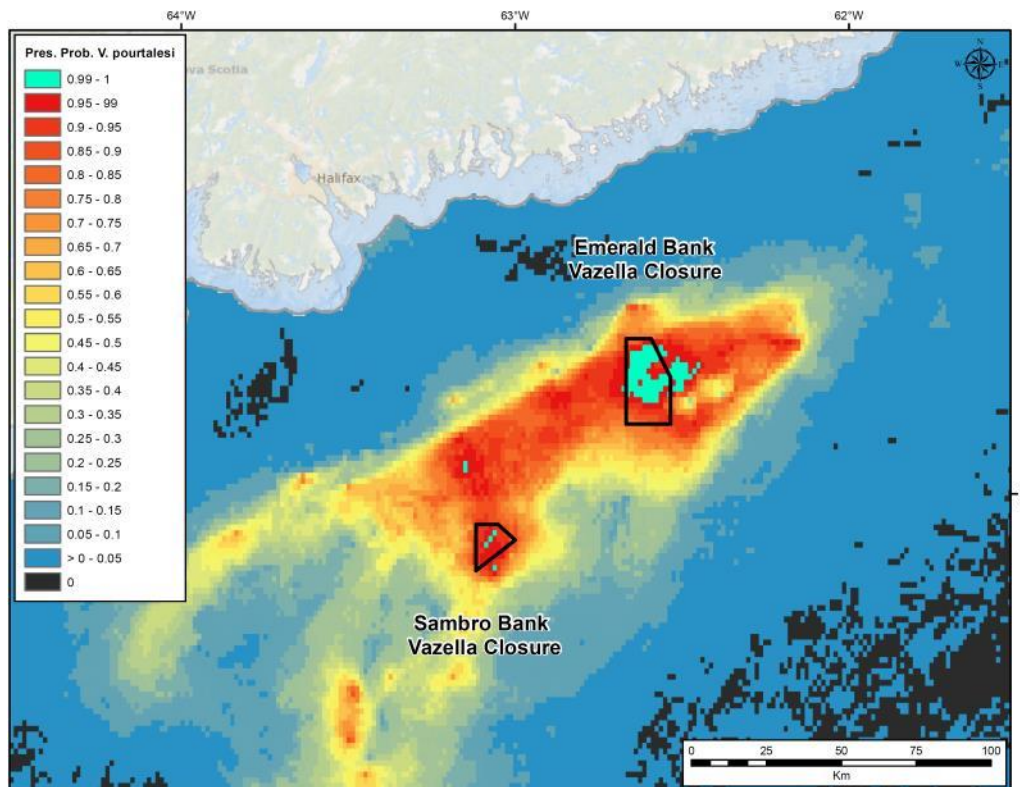 64°W
63°W
62°W
Pres. Prob. V. pourtalesi
0.99 - 1
0.95 - 99
0.9 - 0.95
0.85 - 0.9
0.8 - 0.85
0.75 - 0.8
0.7 - 0.75
0.65 - 0.7
0.6 - 0.65
0.55 - 0.6
0.5 - 0.55
0.45 - 0.5
0.4 - 0.45
0.35 - 0.4
0.3 - 0.35
0.25 - 0.3
0.2 - 0.25
0.15 - 0.2
0.1 - 0.15
0.05 - 0.1
> 0 - 0.05
0
ova Scotia
Halifax
N
W
E
S
Emerald Bank
Vazella Closure
Sambro Bank
Vazella Closure
0 25 50 75 100
Km